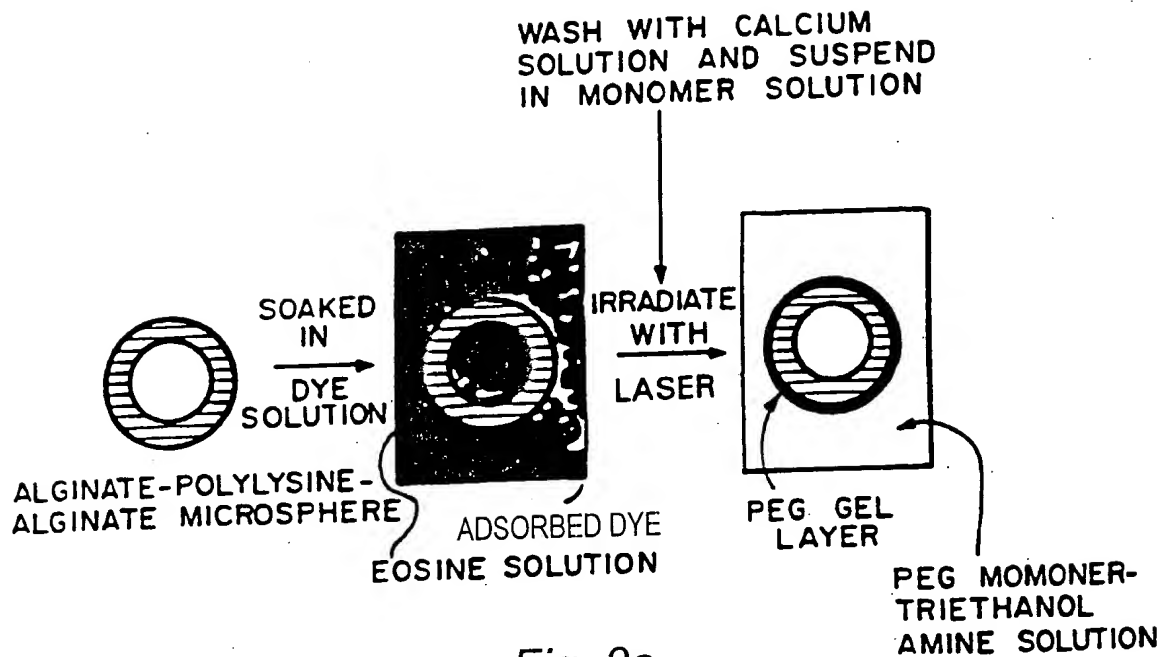 WASH WITH CALCIUM
SOLUTION AND SUSPEND
IN MONOMER SOLUTION
SOAKED
IN
DYE
SOLUTION
IRRADIATE
WITH
LASER
ALGINATE-POLYLYSINE-
ALGINATE MICROSPHERE
ADSORBED DYE
EOSINE SOLUTION
PEG GEL
LAYER
PEG MOMONER-
TRIETHANOL
AMINE SOLUTION